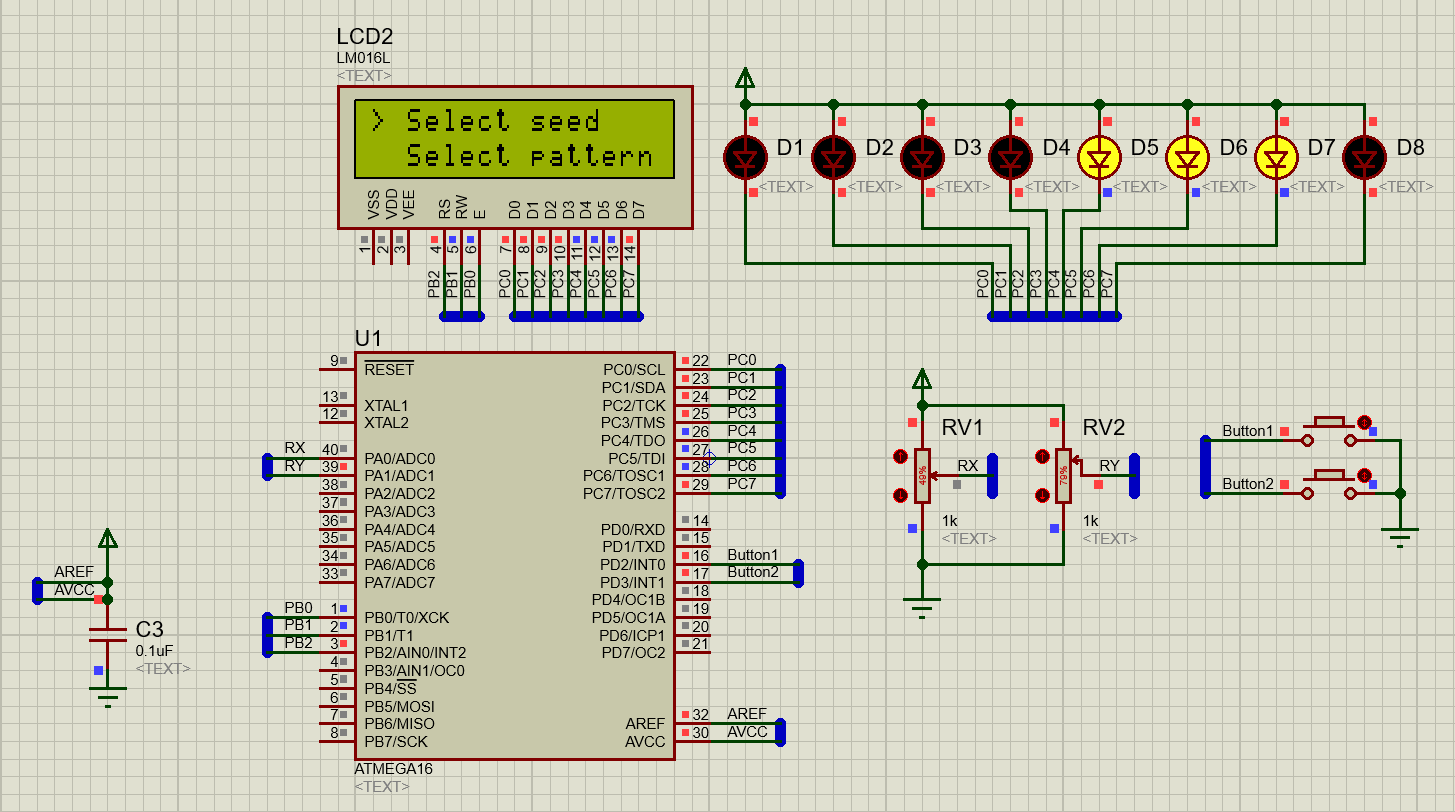 LCD2
LM016L
<TEXT>
> Select seed
Select pattern
VSS
VDD
VEE
RS
RW
E
D0
D1
D2
D3
D4
D5
D6
D7
1
2
3
4
5
6
7
8
9
10
11
12
13
14
PB2
PB1
PB0
PC0
PC1
PC2
PC3
PC4
PC5
PC6
PC7
D1
<TEXT>
D2
<TEXT>
D3
<TEXT>
D4
<TEXT>
D5
<TEXT>
D6
<TEXT>
D7
<TEXT>
D8
<TEXT>
PC0
PC1
PC2
PC3
PC4
PC5
PC6
PC7
U1
9 RESET
13 XTAL1
12 XTAL2
RX 40 PA0/ADC0
RY 39 PA1/ADC1
38 PA2/ADC2
37 PA3/ADC3
36 PA4/ADC4
35 PA5/ADC5
34 PA6/ADC6
33 PA7/ADC7
PB0 1 PB0/T0/XCK
PB1 2 PB1/T1
PB2 3 PB2/AIN0/INT2
4 PB3/AIN1/OC0
5 PB4/SS
6 PB5/MOSI
7 PB6/MISO
8 PB7/SCK
PC0/SCL 22 PC0
PC1/SDA 23 PC1
PC2/TCK 24 PC2
PC3/TMS 25 PC3
PC4/TDO 26 PC4
PC5/TDI 27 PC5
PC6/TOSC1 28 PC6
PC7/TOSC2 29 PC7
PD0/RXD 14
PD1/TXD 15
PD2/INT0 16 Button1
PD3/INT1 17 Button2
PD4/OC1B 18
PD5/OC1A 19
PD6/ICP1 20
PD7/OC2 21
AREF 32 AREF
AVCC 30 AVCC
ATMEGA16
<TEXT>
AREF
AVCC
C3
0.1uF
<TEXT>
RV1
49%
RX
1k
<TEXT>
RV2
79%
RY
1k
<TEXT>
Button1
Button2